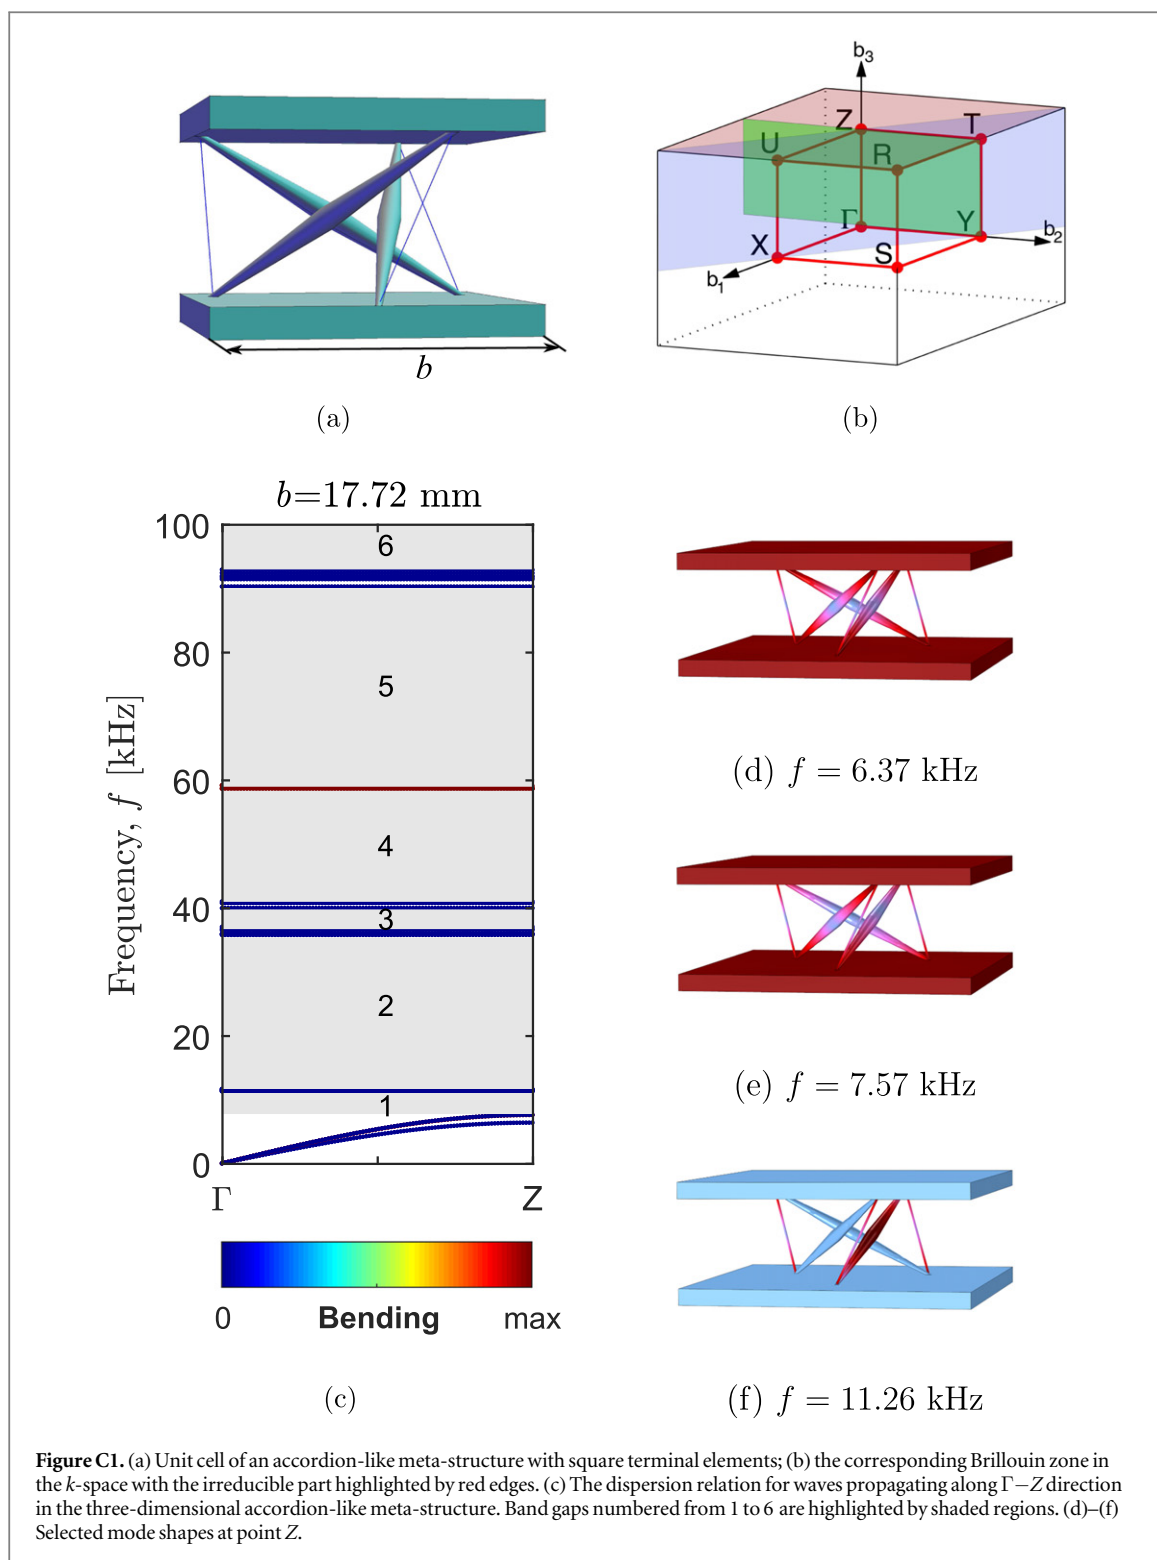 b
(a)
b₃
Z
T
U
R
Γ
Y
b₂
X
S
b₁
(b)
b=17.72 mm
100
80
60
40
20
0
Frequency, f [kHz]
6
5
4
3
2
1
Γ
Z
0
Bending
max
(c)
(d) f = 6.37 kHz
(e) f = 7.57 kHz
(f) f = 11.26 kHz
Figure C1. (a) Unit cell of an accordion-like meta-structure with square terminal elements; (b) the corresponding Brillouin zone in
the k-space with the irreducible part highlighted by red edges. (c) The dispersion relation for waves propagating along Γ−Z direction
in the three-dimensional accordion-like meta-structure. Band gaps numbered from 1 to 6 are highlighted by shaded regions. (d)–(f)
Selected mode shapes at point Z.